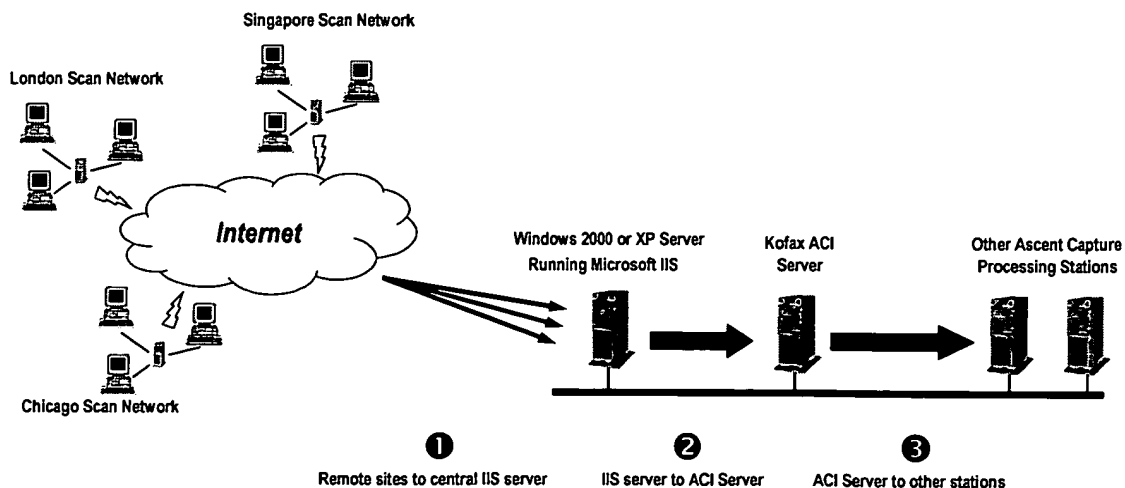 Singapore Scan Network
London Scan Network
Internet
Chicago Scan Network
Windows 2000 or XP Server
Running Microsoft IIS
Kofax ACI
Server
Other Ascent Capture
Processing Stations
1
Remote sites to central IIS server
2
IIS server to ACI Server
3
ACI Server to other stations